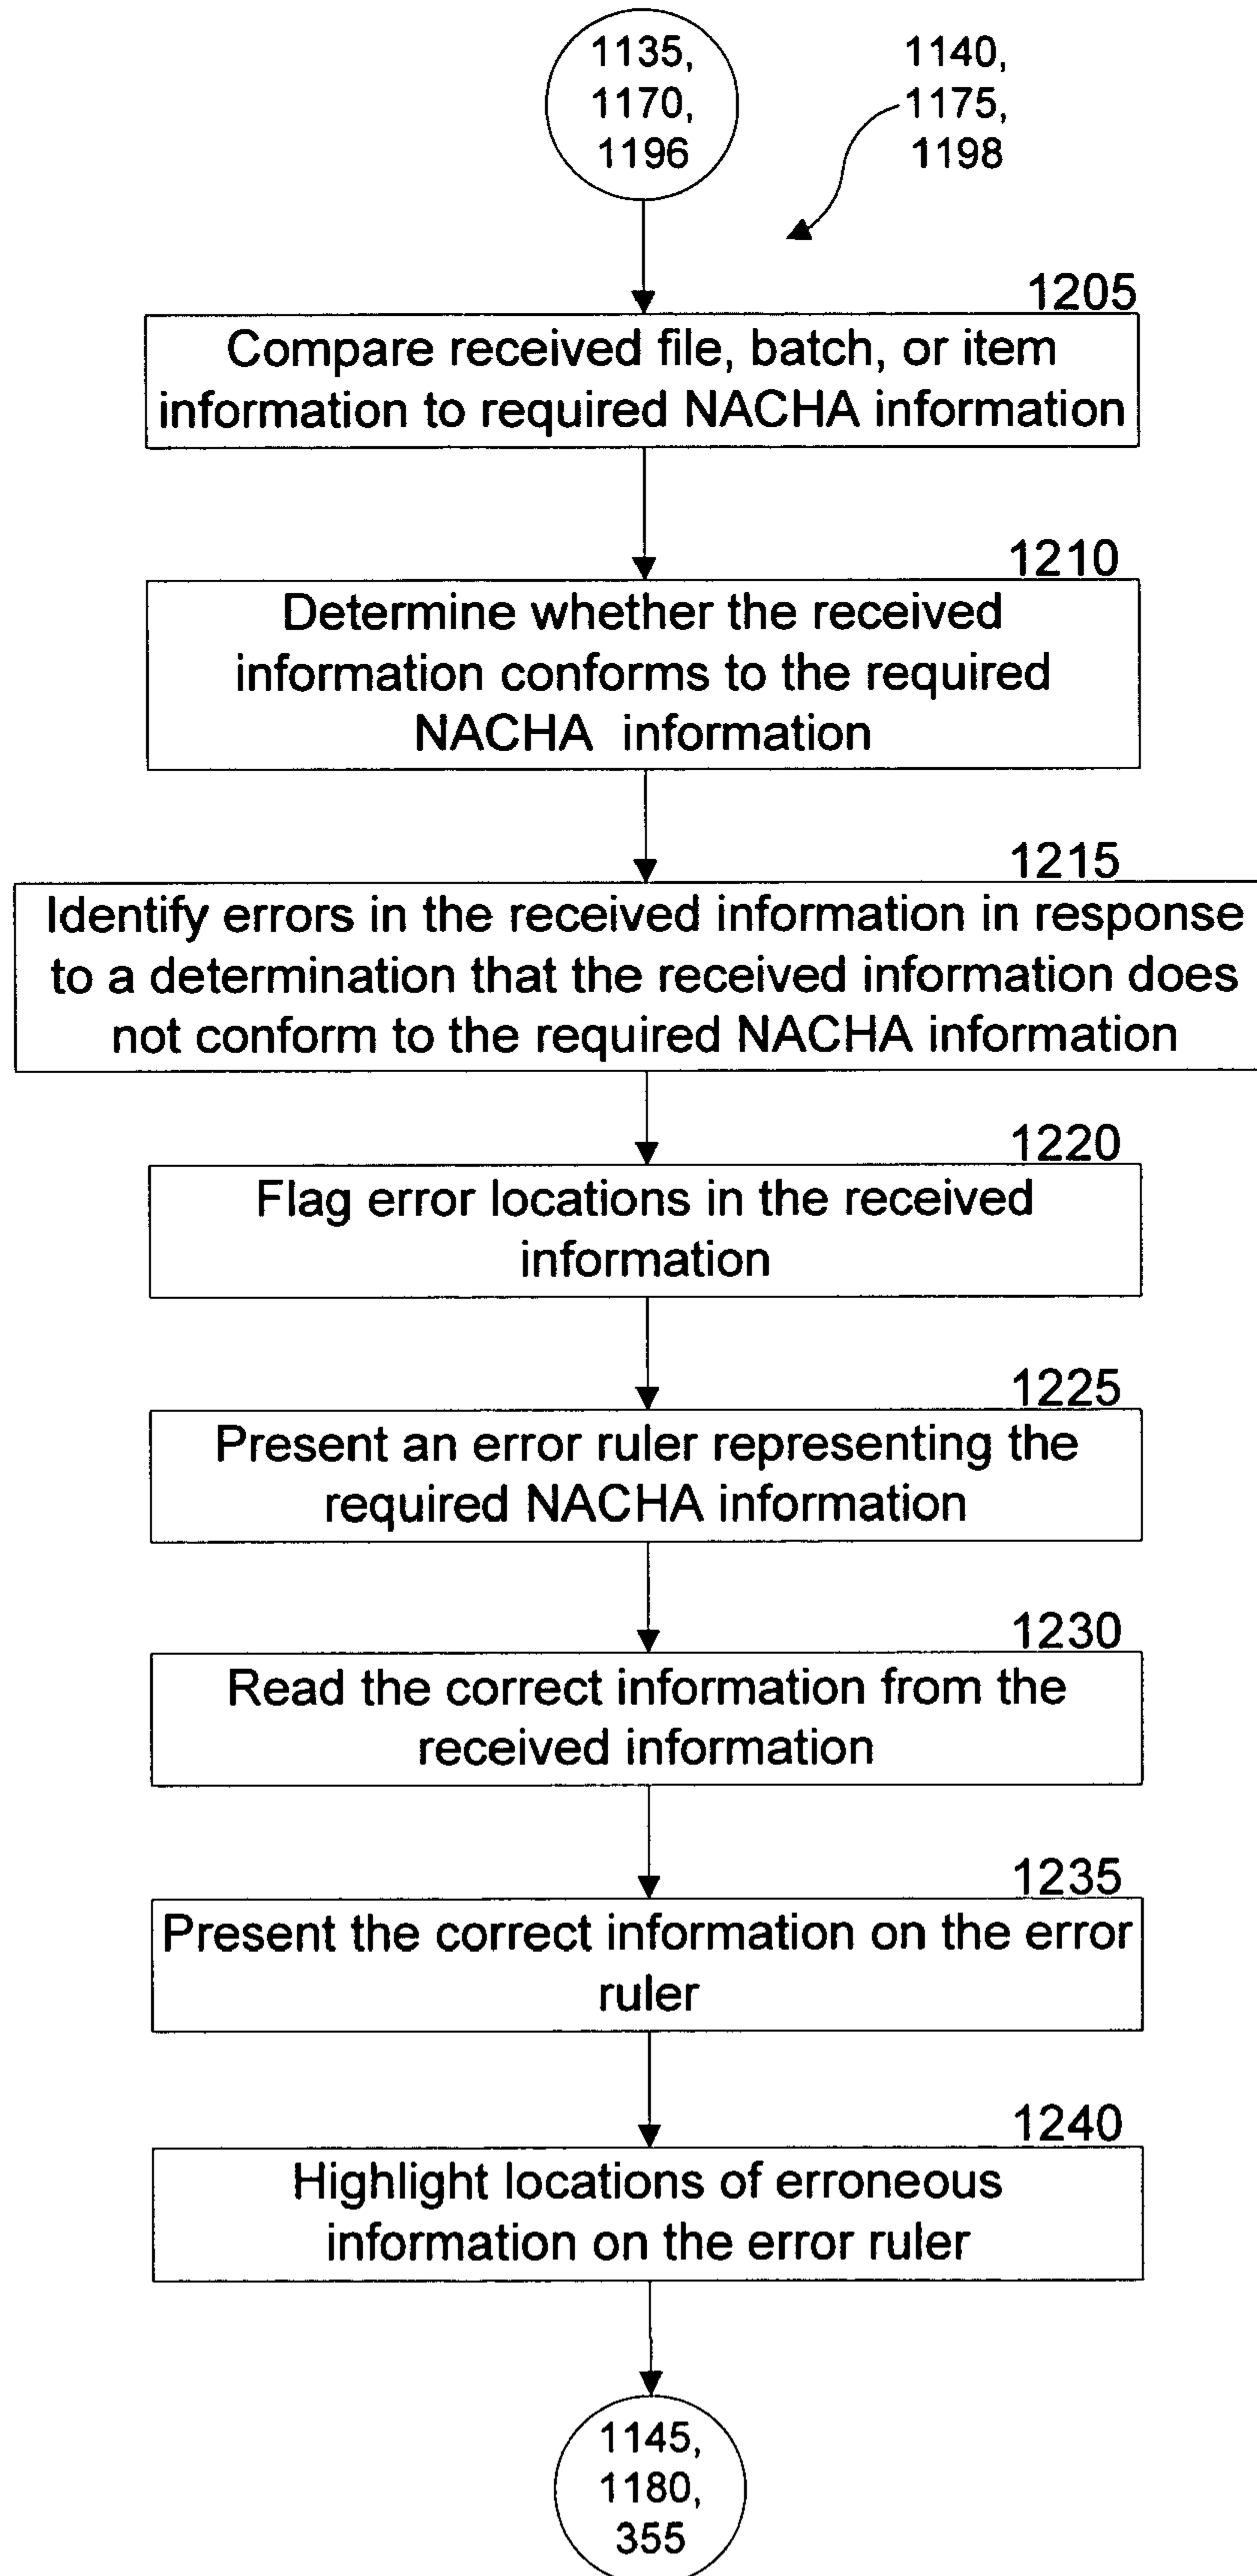 1135,
1170,
1196
1140,
1175,
1198
1205
Compare received file, batch, or item
information to required NACHA information
1210
Determine whether the received
information conforms to the required
NACHA information
1215
Identify errors in the received information in response
to a determination that the received information does
not conform to the required NACHA information
1220
Flag error locations in the received
information
1225
Present an error ruler representing the
required NACHA information
1230
Read the correct information from the
received information
1235
Present the correct information on the error
ruler
1240
Highlight locations of erroneous
information on the error ruler
1145,
1180,
355